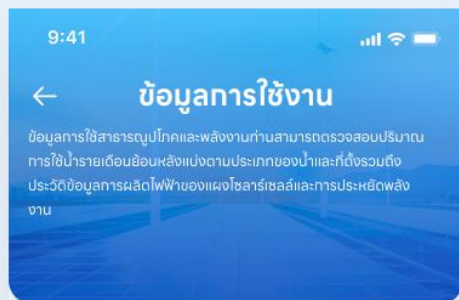 9:41
ข้อมูลการใช้งาน
ข้อมูลการใช้สาธารณูปโภคและพลังงานท่านสามารถตรวจสอบปริมาณ
การใช้น้ำรายเดือนย้อนหลังแบ่งตามประเภทของน้ำและที่ตั้งรวมถึง
ประวัติข้อมูลการผลิตไฟฟ้าของแผงโซลาร์เซลล์และการประหยัดพลัง
งาน